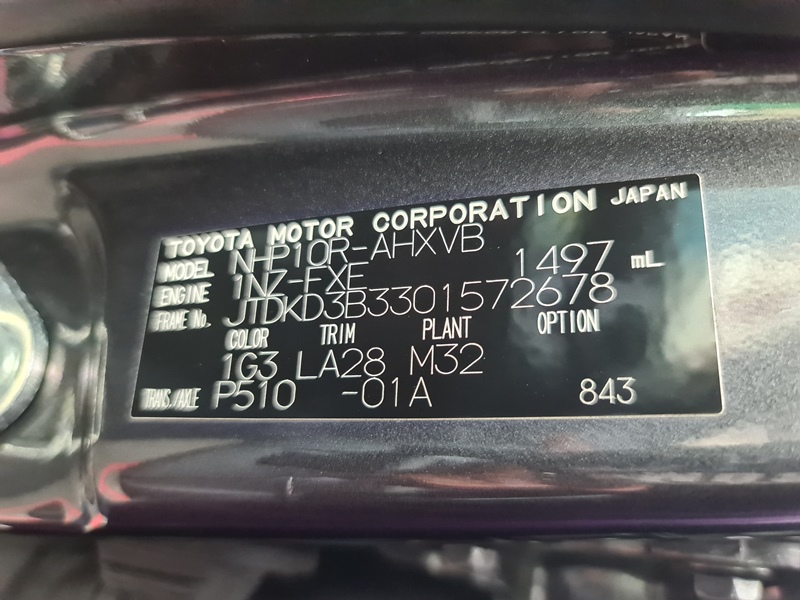 TOYOTA MOTOR CORPORATION JAPAN
MODEL NHP10R-AHXVB
ENGINE 1NZ-FXE 1497 mL
FRAME No. JTDKD3B3301572678
COLOR TRIM PLANT OPTION
1G3 LA28 M32
TRANS./AXLE P510 -01A 843